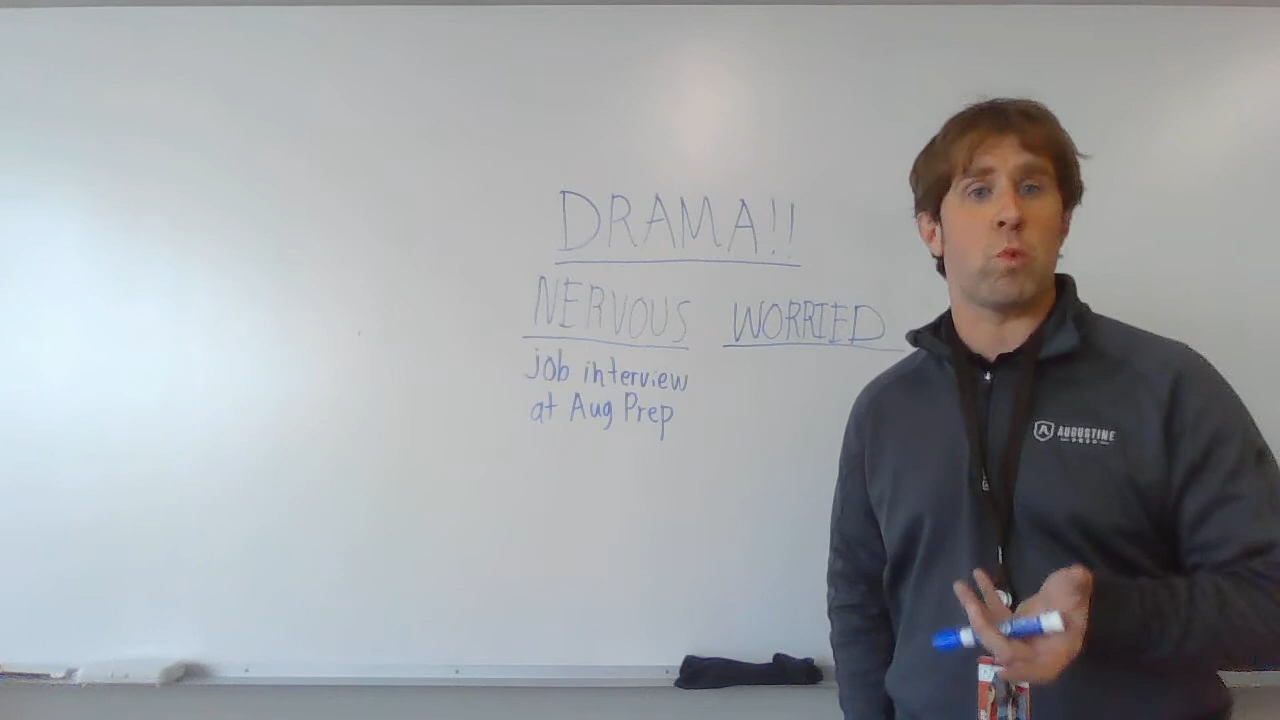 DRAMA!!
NERVOUS WORRIED
job interview
at Aug Prep
AUGUSTINE